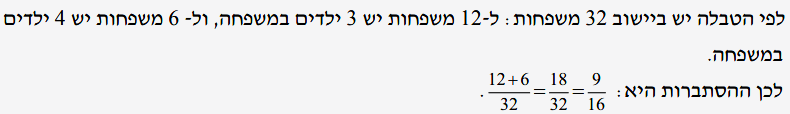 לפי הטבלה יש ביישוב 32 משפחות : ל-12 משפחות יש 3 ילדים במשפחה, ול- 6 משפחות יש 4 ילדים
במשפחה.
לכן ההסתברות היא : 12+6/32 = 18/32 = 9/16 .